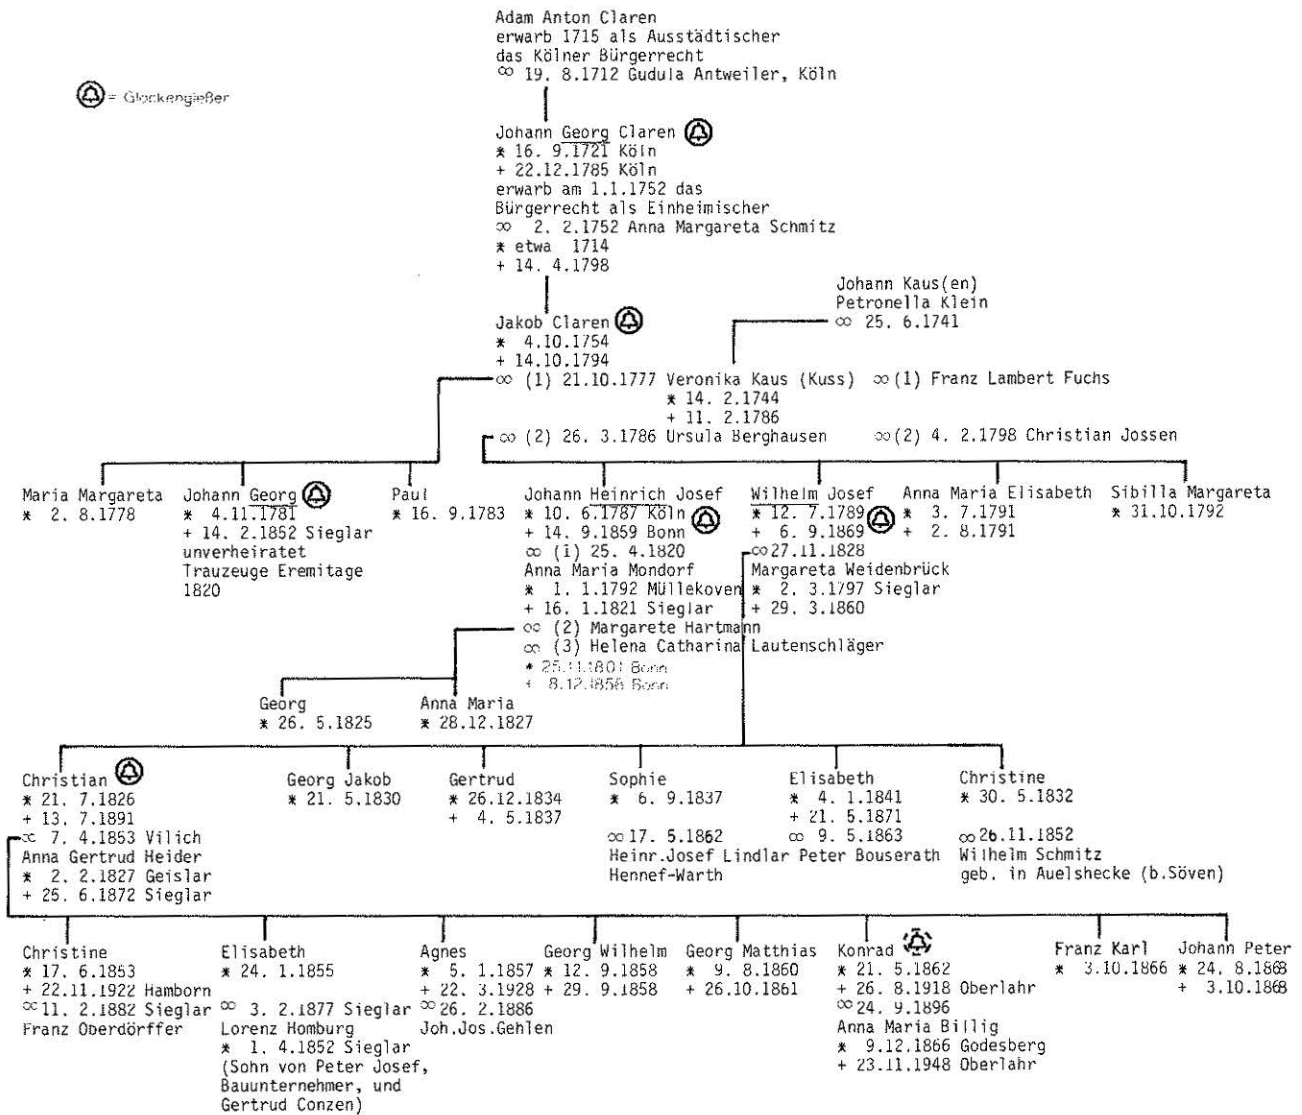 Adam Anton Claren
erwarb 1715 als Ausstädtischer
das Kölner Bürgerrecht
∞ 19. 8.1712 Gudula Antweiler, Köln
= Glockengießer
Johann Georg Claren
* 16. 9.1721 Köln
+ 22.12.1785 Köln
erwarb am 1.1.1752 das
Bürgerrecht als Einheimischer
∞ 2. 2.1752 Anna Margareta Schmitz
* etwa 1714
+ 14. 4.1798
Johann Kaus(en)
Petronella Klein
∞ 25. 6.1741
Jakob Claren
* 4.10.1754
+ 14.10.1794
∞ (1) 21.10.1777 Veronika Kaus (Kuss) ∞ (1) Franz Lambert Fuchs
* 14. 2.1744
+ 11. 2.1786
∞ (2) 26. 3.1786 Ursula Berghausen ∞ (2) 4. 2.1798 Christian Jossen
Maria Margareta
* 2. 8.1778
Johann Georg
* 4.11.1781
+ 14. 2.1852 Sieglar
unverheiratet
Trauzeuge Eremitage
1820
Paul
* 16. 9.1783
Johann Heinrich Josef
* 10. 6.1787 Köln
+ 14. 9.1859 Bonn
∞ (1) 25. 4.1820
Anna Maria Mondorf
* 1. 1.1792 Müllekoven
+ 16. 1.1821 Sieglar
∞ (2) Margarete Hartmann
∞ (3) Helena Catharina Lautenschläger
* 25.11.1801 Bonn
+ 8.12.1858 Bonn
Wilhelm Josef
* 12. 7.1789
+ 6. 9.1869
∞ 27.11.1828
Margareta Weidenbrück
* 2. 3.1797 Sieglar
+ 29. 3.1860
Anna Maria Elisabeth
* 3. 7.1791
+ 2. 8.1791
Sibilla Margareta
* 31.10.1792
Georg
* 26. 5.1825
Anna Maria
* 28.12.1827
Christian
* 21. 7.1826
+ 13. 7.1891
∞ 7. 4.1853 Vilich
Anna Gertrud Heider
* 2. 2.1827 Geislar
+ 25. 6.1872 Sieglar
Georg Jakob
* 21. 5.1830
Gertrud
* 26.12.1834
+ 4. 5.1837
Sophie
* 6. 9.1837
∞ 17. 5.1862
Heinr.Josef Lindlar
Hennef-Warth
Elisabeth
* 4. 1.1841
+ 21. 5.1871
∞ 9. 5.1863
Peter Bouserath
Christine
* 30. 5.1832
∞ 26.11.1852
Wilhelm Schmitz
geb. in Auelshecke (b.Söven)
Christine
* 17. 6.1853
+ 22.11.1922 Hamborn
∞ 11. 2.1882 Sieglar
Franz Oberdörffer
Elisabeth
* 24. 1.1855
∞ 3. 2.1877 Sieglar
Lorenz Homburg
* 1. 4.1852 Sieglar
(Sohn von Peter Josef,
Bauunternehmer, und
Gertrud Conzen)
Agnes
* 5. 1.1857
+ 22. 3.1928
∞ 26. 2.1886
Joh.Jos.Gehlen
Georg Wilhelm
* 12. 9.1858
+ 29. 9.1858
Georg Matthias
* 9. 8.1860
+ 26.10.1861
Konrad
* 21. 5.1862
+ 26. 8.1918 Oberlahr
∞ 24. 9.1896
Anna Maria Billig
* 9.12.1866 Godesberg
+ 23.11.1948 Oberlahr
Franz Karl
* 3.10.1866
Johann Peter
* 24. 8.1868
+ 3.10.1868